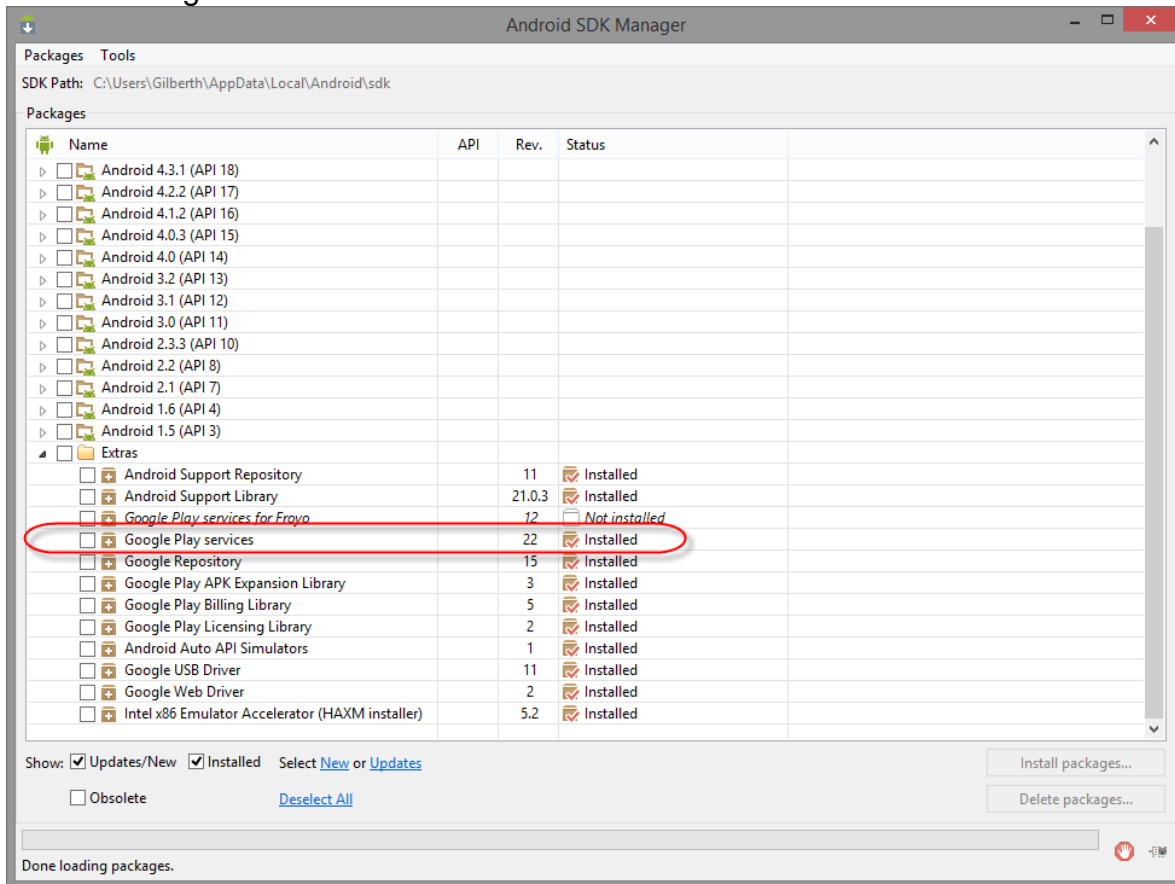 Android SDK Manager
Packages Tools
SDK Path: C:\Users\Gilberth\AppData\Local\Android\sdk
Packages
Name API Rev. Status
Android 4.3.1 (API 18)
Android 4.2.2 (API 17)
Android 4.1.2 (API 16)
Android 4.0.3 (API 15)
Android 4.0 (API 14)
Android 3.2 (API 13)
Android 3.1 (API 12)
Android 3.0 (API 11)
Android 2.3.3 (API 10)
Android 2.2 (API 8)
Android 2.1 (API 7)
Android 1.6 (API 4)
Android 1.5 (API 3)
Extras
Android Support Repository 11 Installed
Android Support Library 21.0.3 Installed
Google Play services for Froyo 12 Not installed
Google Play services 22 Installed
Google Repository 15 Installed
Google Play APK Expansion Library 3 Installed
Google Play Billing Library 5 Installed
Google Play Licensing Library 2 Installed
Android Auto API Simulators 1 Installed
Google USB Driver 11 Installed
Google Web Driver 2 Installed
Intel x86 Emulator Accelerator (HAXM installer) 5.2 Installed
Show: Updates/New Installed Select New or Updates Install packages...
Obsolete Deselect All Delete packages...
Done loading packages.